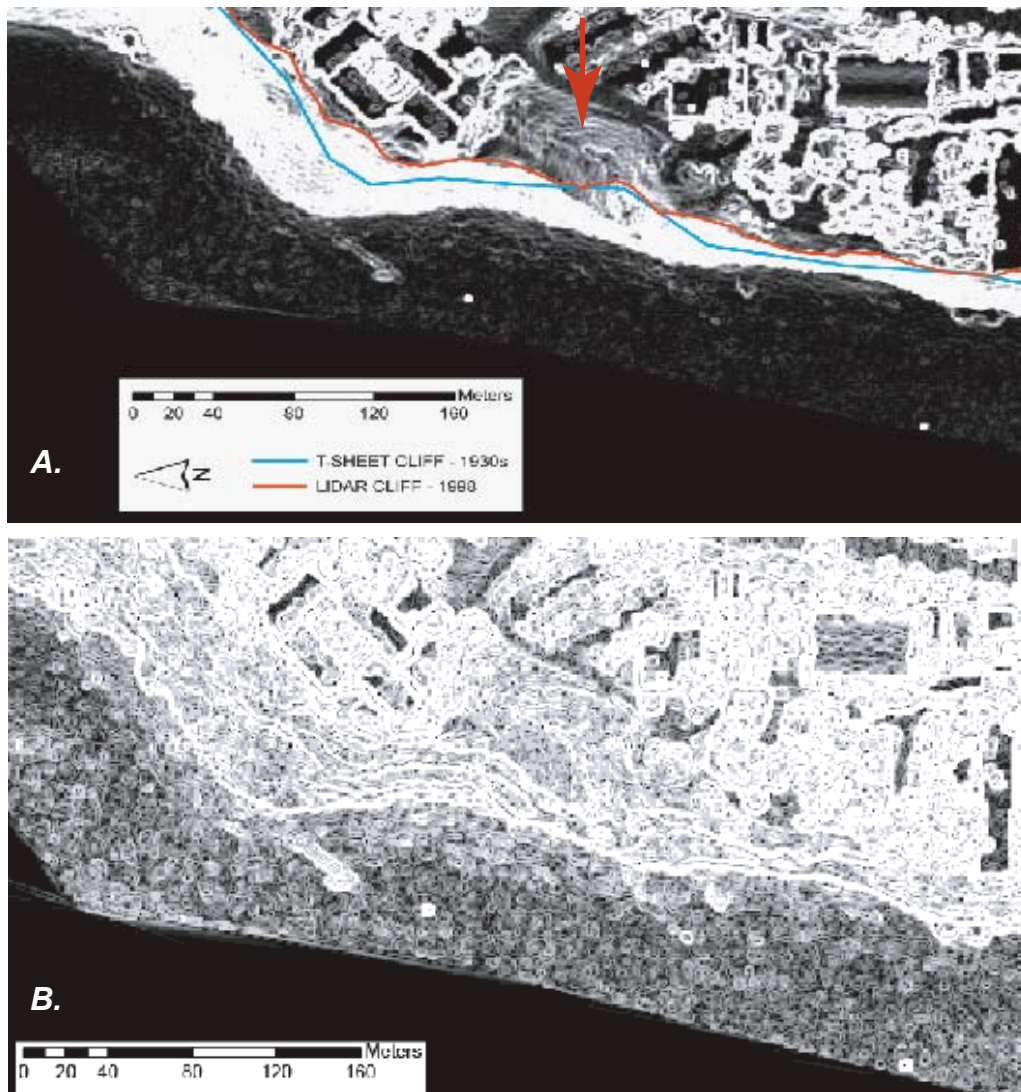 Meters
0 20 40 80 120 160
A.
N
T-SHEET CLIFF - 1930s
LIDAR CLIFF - 1998
B.
Meters
0 20 40 80 120 160